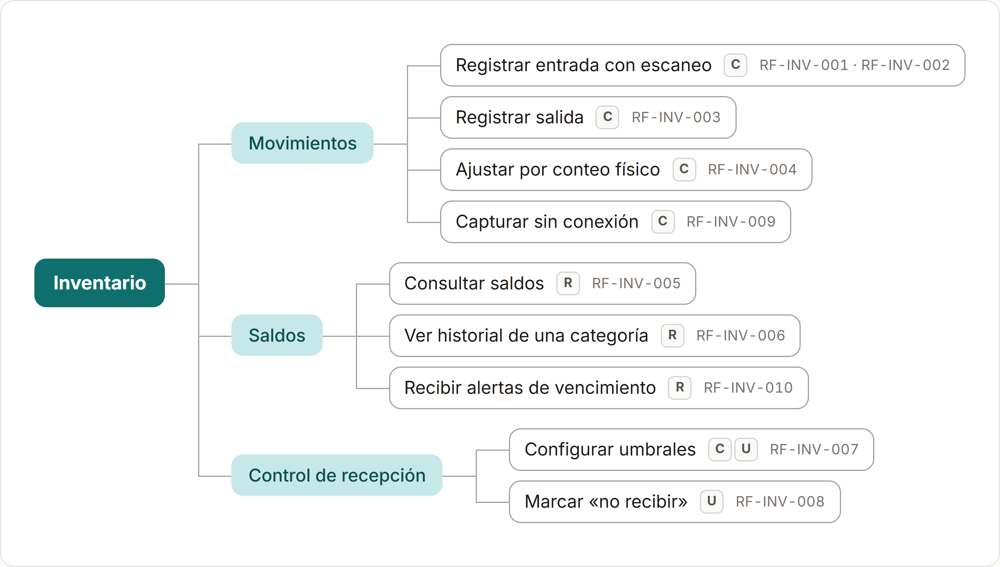 Inventario
Movimientos
Registrar entrada con escaneo C RF-INV-001 · RF-INV-002
Registrar salida C RF-INV-003
Ajustar por conteo físico C RF-INV-004
Capturar sin conexión C RF-INV-009
Saldos
Consultar saldos R RF-INV-005
Ver historial de una categoría R RF-INV-006
Recibir alertas de vencimiento R RF-INV-010
Control de recepción
Configurar umbrales C U RF-INV-007
Marcar «no recibir» U RF-INV-008